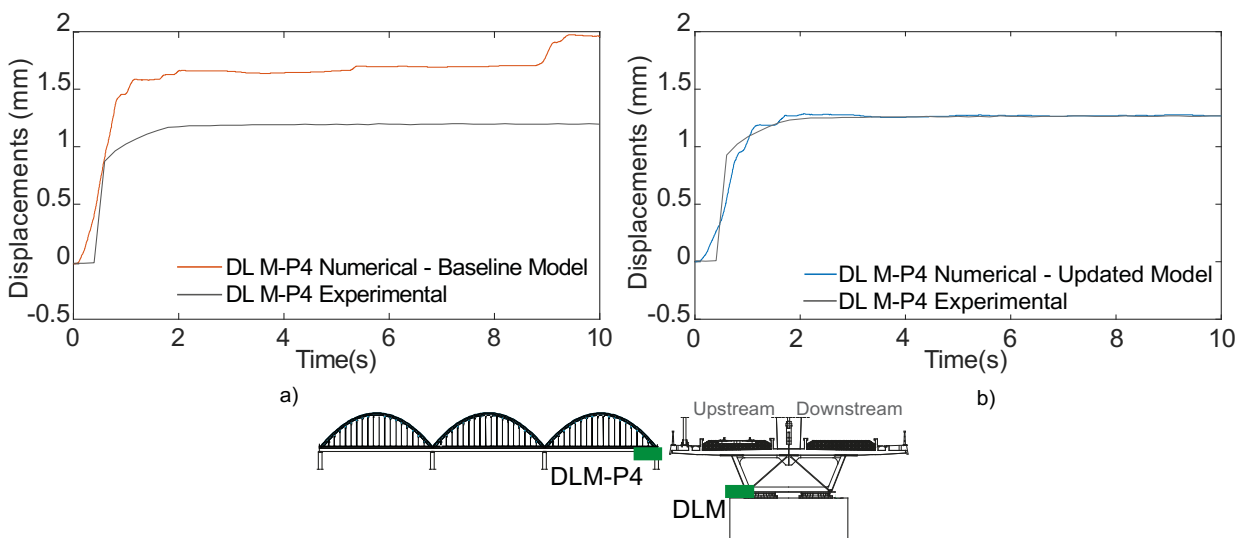 2
1.5
1
0.5
0
-0.5
Displacements (mm)
DL M-P4 Numerical - Baseline Model
DL M-P4 Experimental
0 2 4 6 8 10
Time(s)
a)
2
1.5
1
0.5
0
-0.5
Displacements (mm)
DL M-P4 Numerical - Updated Model
DL M-P4 Experimental
0 2 4 6 8 10
Time(s)
b)
Upstream Downstream
DLM-P4
DLM